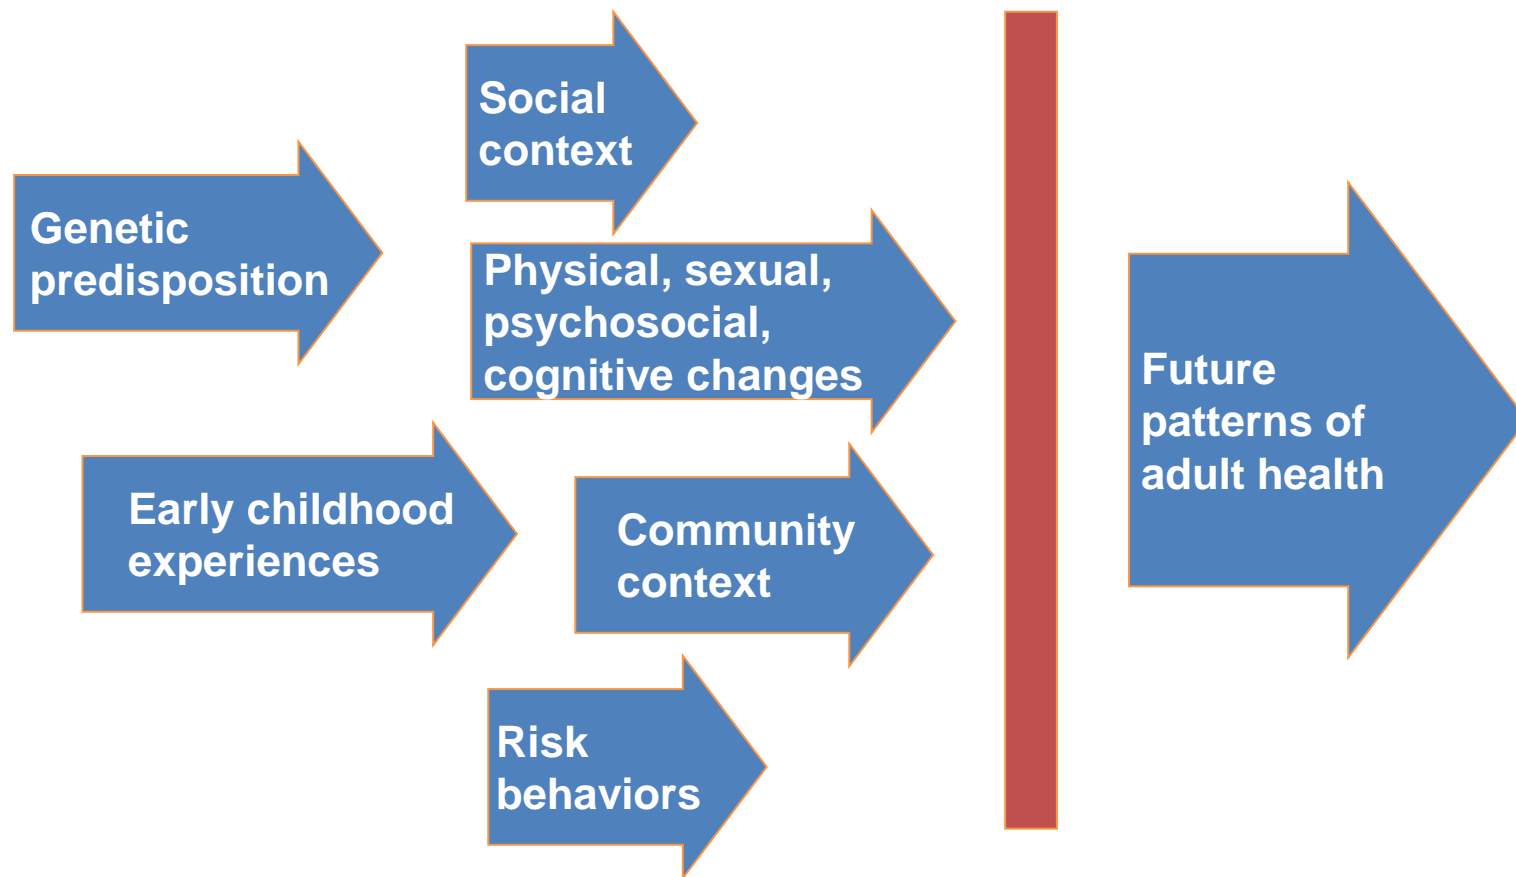 Genetic
predisposition
Early childhood
experiences
Social
context
Physical, sexual,
psychosocial,
cognitive changes
Community
context
Risk
behaviors
Future
patterns of
adult health